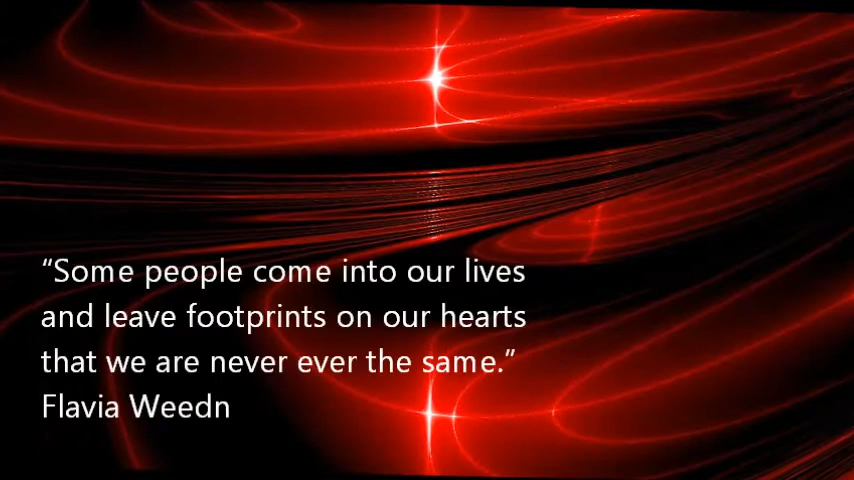 “Some people come into our lives
and leave footprints on our hearts
that we are never ever the same.”
Flavia Weedn